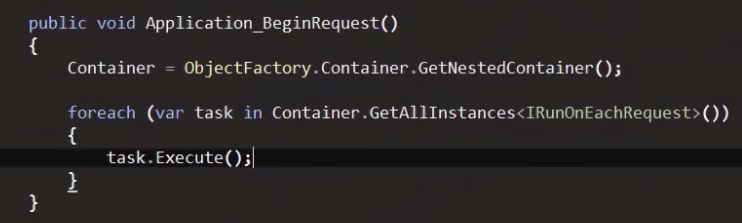 public void Application_BeginRequest()
{
    Container = ObjectFactory.Container.GetNestedContainer();

    foreach (var task in Container.GetAllInstances<IRunOnEachRequest>())
    {
        task.Execute();
    }
}